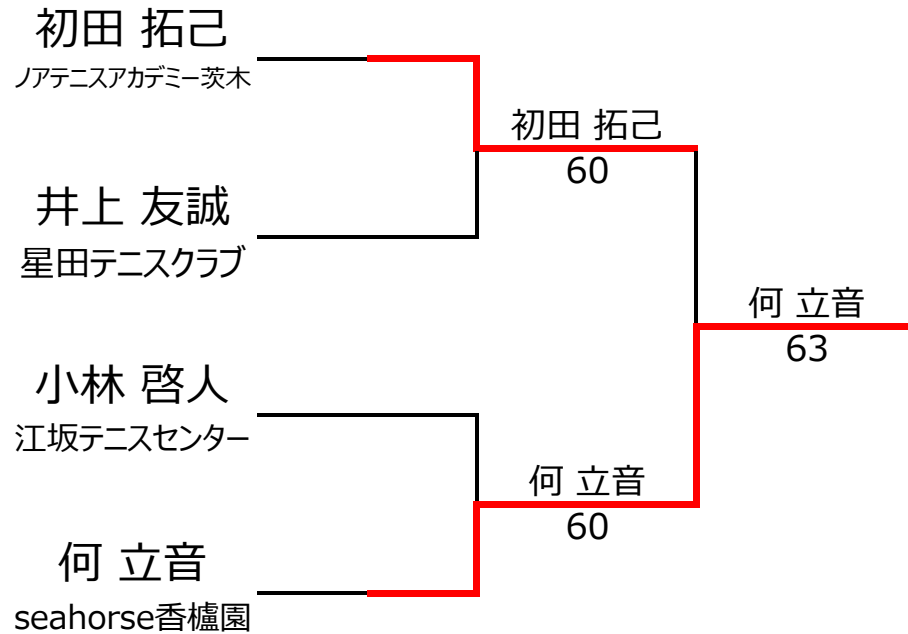 初田 拓己
ノアテニスアカデミー茨木
初田 拓己
60
井上 友誠
星田テニスクラブ
何 立音
63
小林 啓人
江坂テニスセンター
何 立音
60
何 立音
seahorse香櫨園